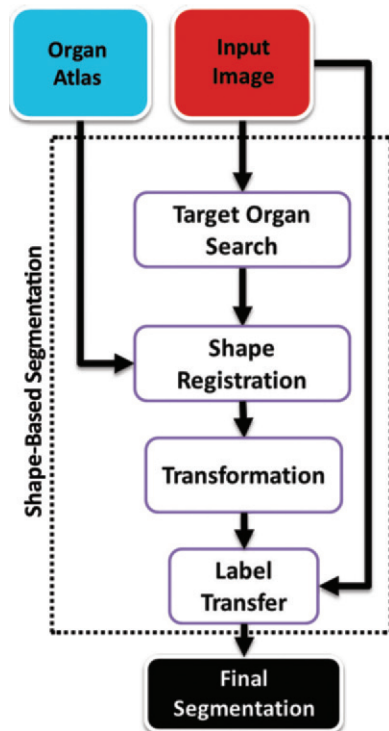 Organ
Atlas
Input
Image
Shape-Based Segmentation
Target Organ
Search
Shape
Registration
Transformation
Label
Transfer
Final
Segmentation